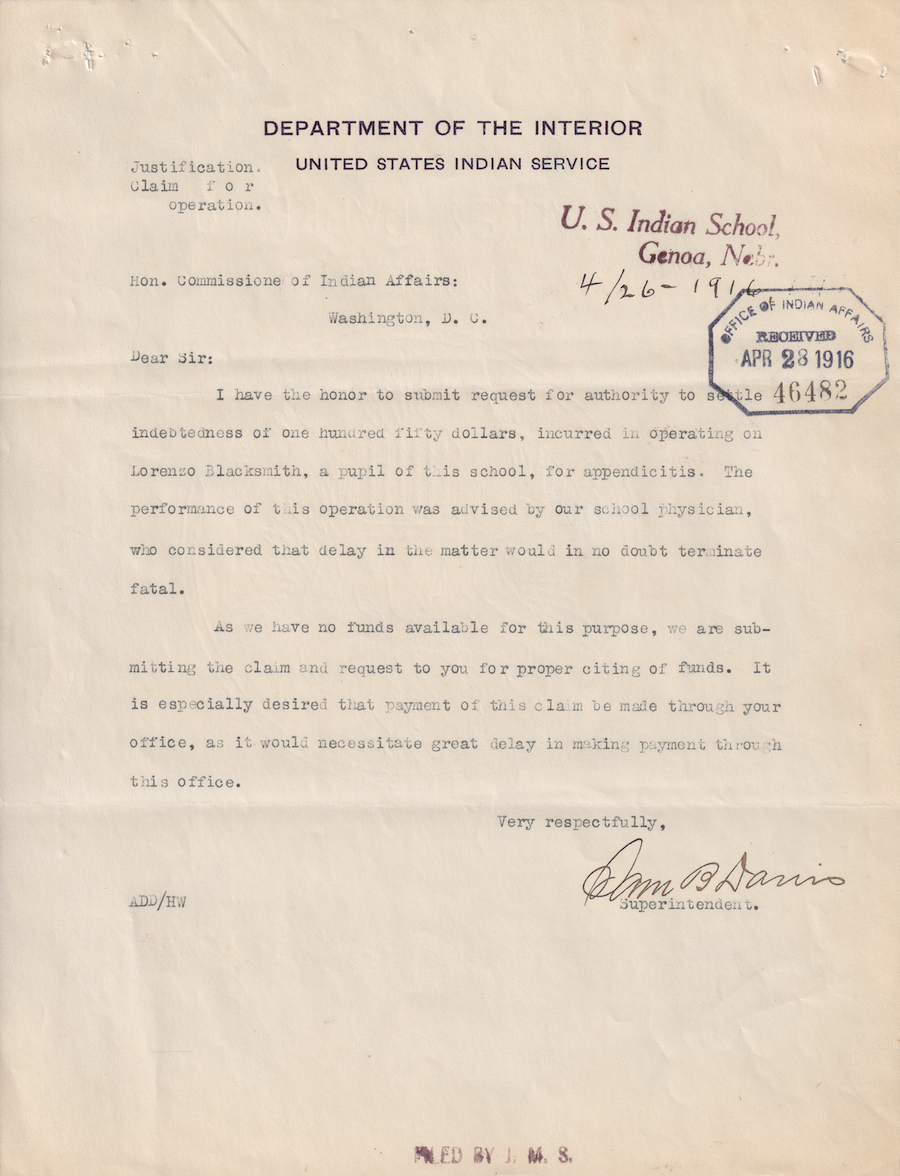 DEPARTMENT OF THE INTERIOR
UNITED STATES INDIAN SERVICE
Justification.
Claim f o r
operation.
U. S. Indian School,
Genoa, Nebr.
4/26-1916
OFFICE OF INDIAN AFFAIRS
RECEIVED
APR 28 1916
46482
Hon. Commissione of Indian Affairs:
Washington, D. C.
Dear Sir:
I have the honor to submit request for authority to settle
indebtedness of one hundred fifty dollars, incurred in operating on
Lorenzo Blacksmith, a pupil of this school, for appendicitis. The
performance of this operation was advised by our school physician,
who considered that delay in the matter would in no doubt terminate
fatal.
As we have no funds available for this purpose, we are sub-
mitting the claim and request to you for proper citing of funds. It
is especially desired that payment of this claim be made through your
office, as it would necessitate great delay in making payment through
this office.
Very respectfully,
Sam B Davis
Superintendent.
ADD/HW
FILED BY J. M. S.